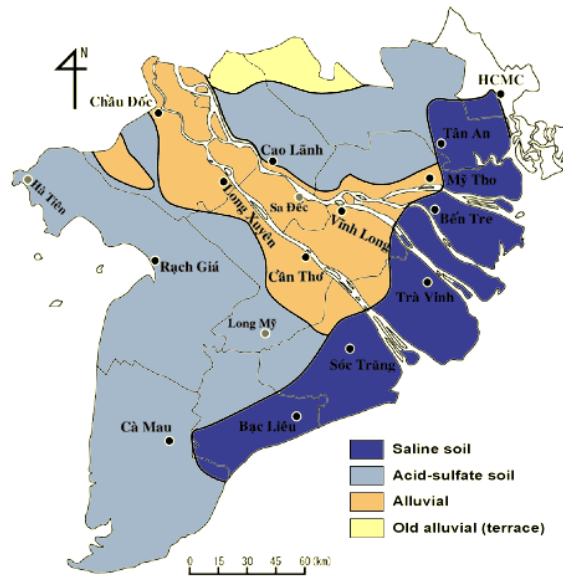 N
HCMC
Châu Đốc
Tân An
Cao Lãnh
Mỹ Tho
Hà Tiên
Long Xuyên
Sa Đéc
Vĩnh Long
Bến Tre
Cần Thơ
Rạch Giá
Trà Vinh
Long Mỹ
Sóc Trăng
Bạc Liêu
Cà Mau
Saline soil
Acid-sulfate soil
Alluvial
Old alluvial (terrace)
0 15 30 45 60 (km)